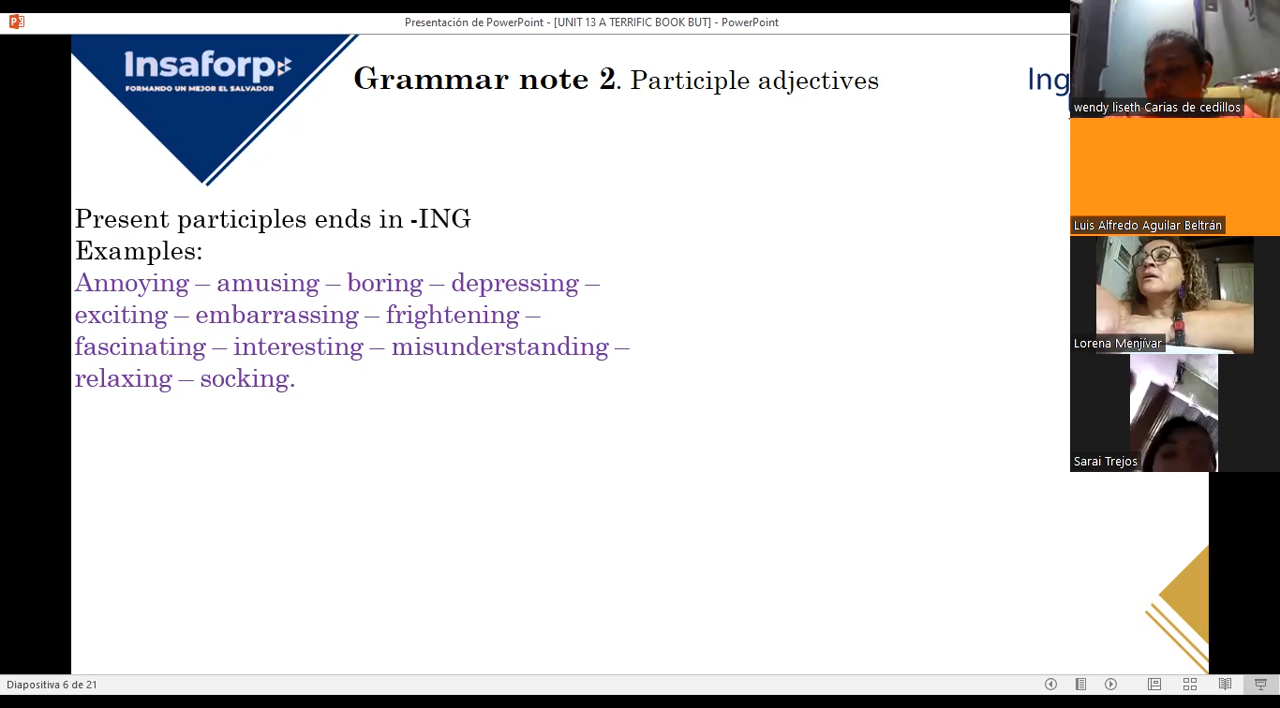 Presentación de PowerPoint - [UNIT 13 A TERRIFIC BOOK BUT] - PowerPoint
Insaforp
FORMANDO UN MEJOR EL SALVADOR
Grammar note 2. Participle adjectives
Ing
Present participles ends in -ING
Examples:
Annoying – amusing – boring – depressing –
exciting – embarrassing – frightening –
fascinating – interesting – misunderstanding –
relaxing – socking.
wendy liseth Carias de cedillos
Luis Alfredo Aguilar Beltrán
Lorena Menjívar
Sarai Trejos
Diapositiva 6 de 21